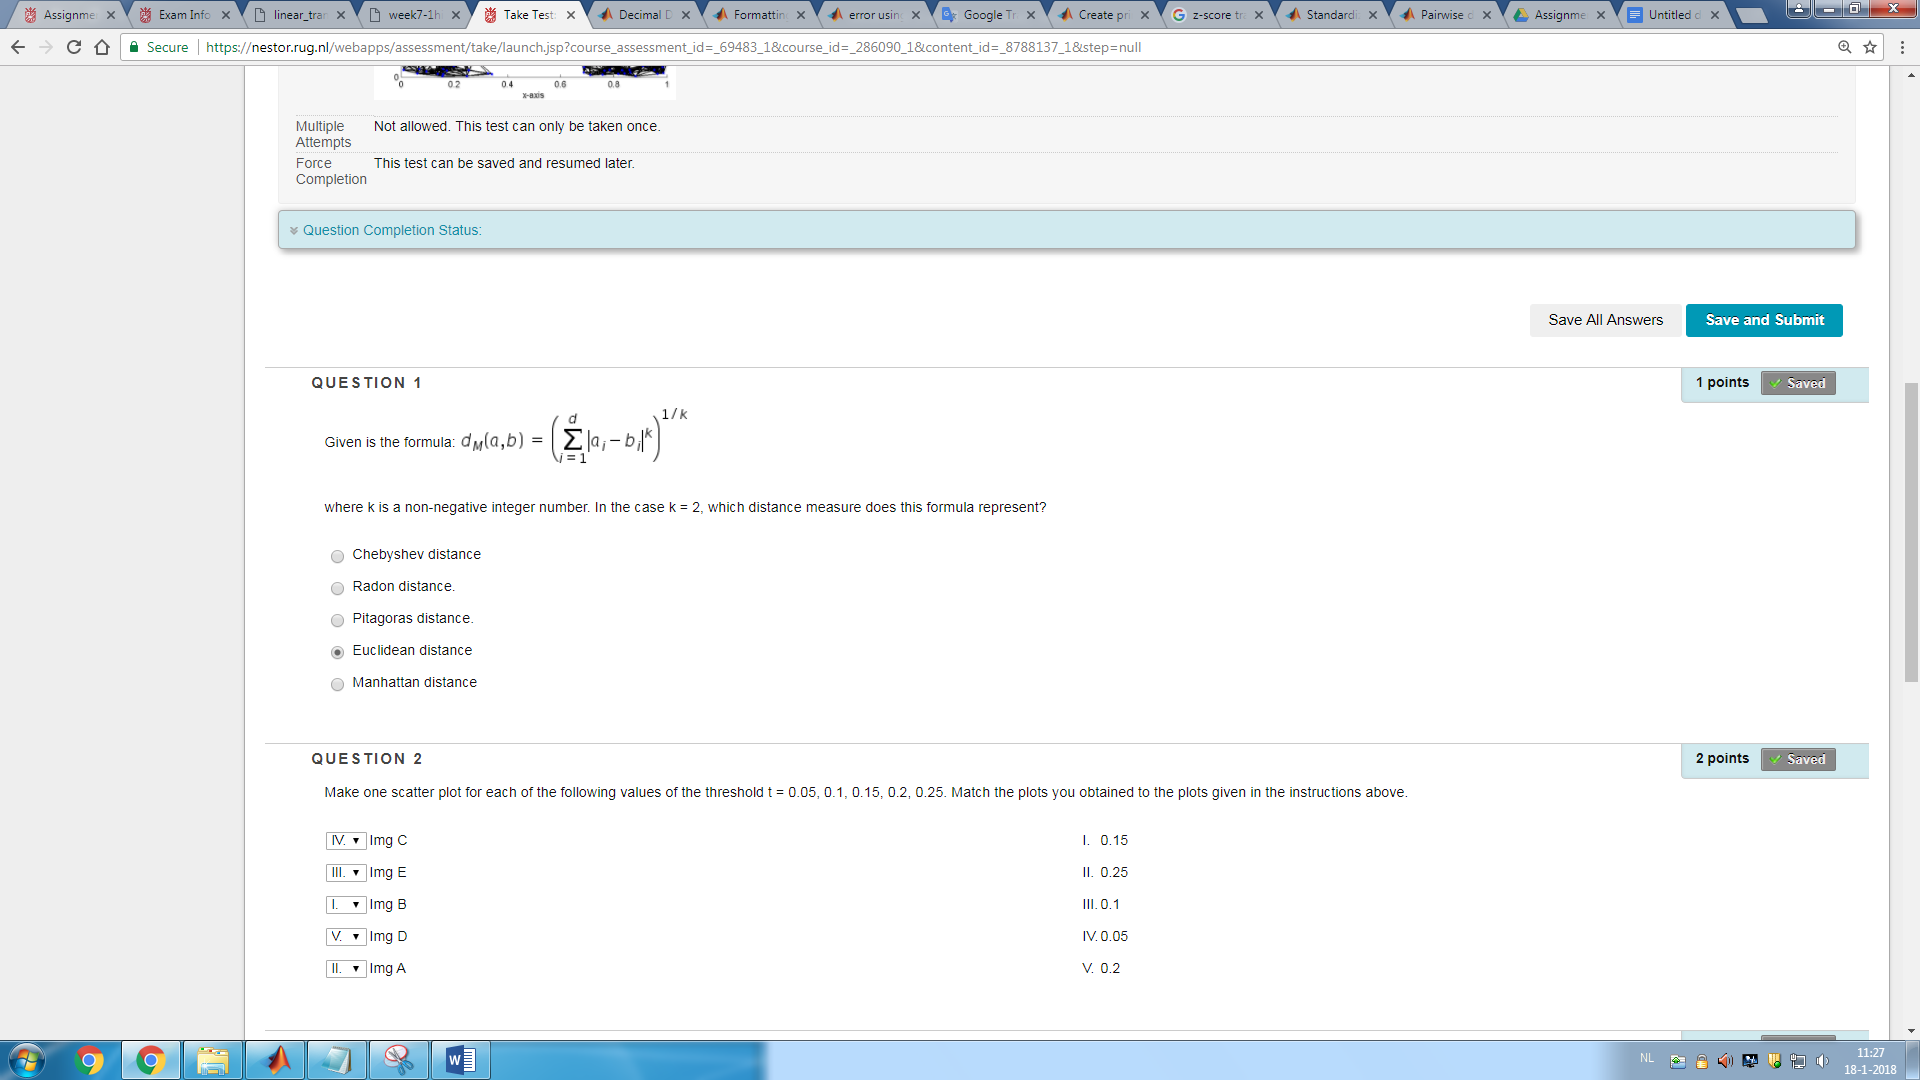 Assignme
Exam Info
linear_tra
week7-1h
Take Test
Decimal D
Formattin
error usin
Google Tr
Create pr
z-score tr
Standardi
Pairwise d
Assignme
Untitled d
Secure
https://nestor.rug.nl/webapps/assessment/take/launch.jsp?course_assessment_id=_69483_1&course_id=_286090_1&content_id=_8788137_1&step=null
0
0 0.2 0.4 0.6 0.8 1
x-axis
Multiple Attempts
Not allowed. This test can only be taken once.
Force Completion
This test can be saved and resumed later.
Question Completion Status:
Save All Answers
Save and Submit
QUESTION 1
1 points
Saved
Given is the formula: d_M(a,b) = (∑_{i=1}^{d} |a_i − b_i|^k)^{1/k}
where k is a non-negative integer number. In the case k = 2, which distance measure does this formula represent?
Chebyshev distance
Radon distance.
Pitagoras distance.
Euclidean distance
Manhattan distance
QUESTION 2
2 points
Saved
Make one scatter plot for each of the following values of the threshold t = 0.05, 0.1, 0.15, 0.2, 0.25. Match the plots you obtained to the plots given in the instructions above.
IV. Img C
I. 0.15
III. Img E
II. 0.25
I. Img B
III. 0.1
V. Img D
IV. 0.05
II. Img A
V. 0.2
NL
11:27
18-1-2018